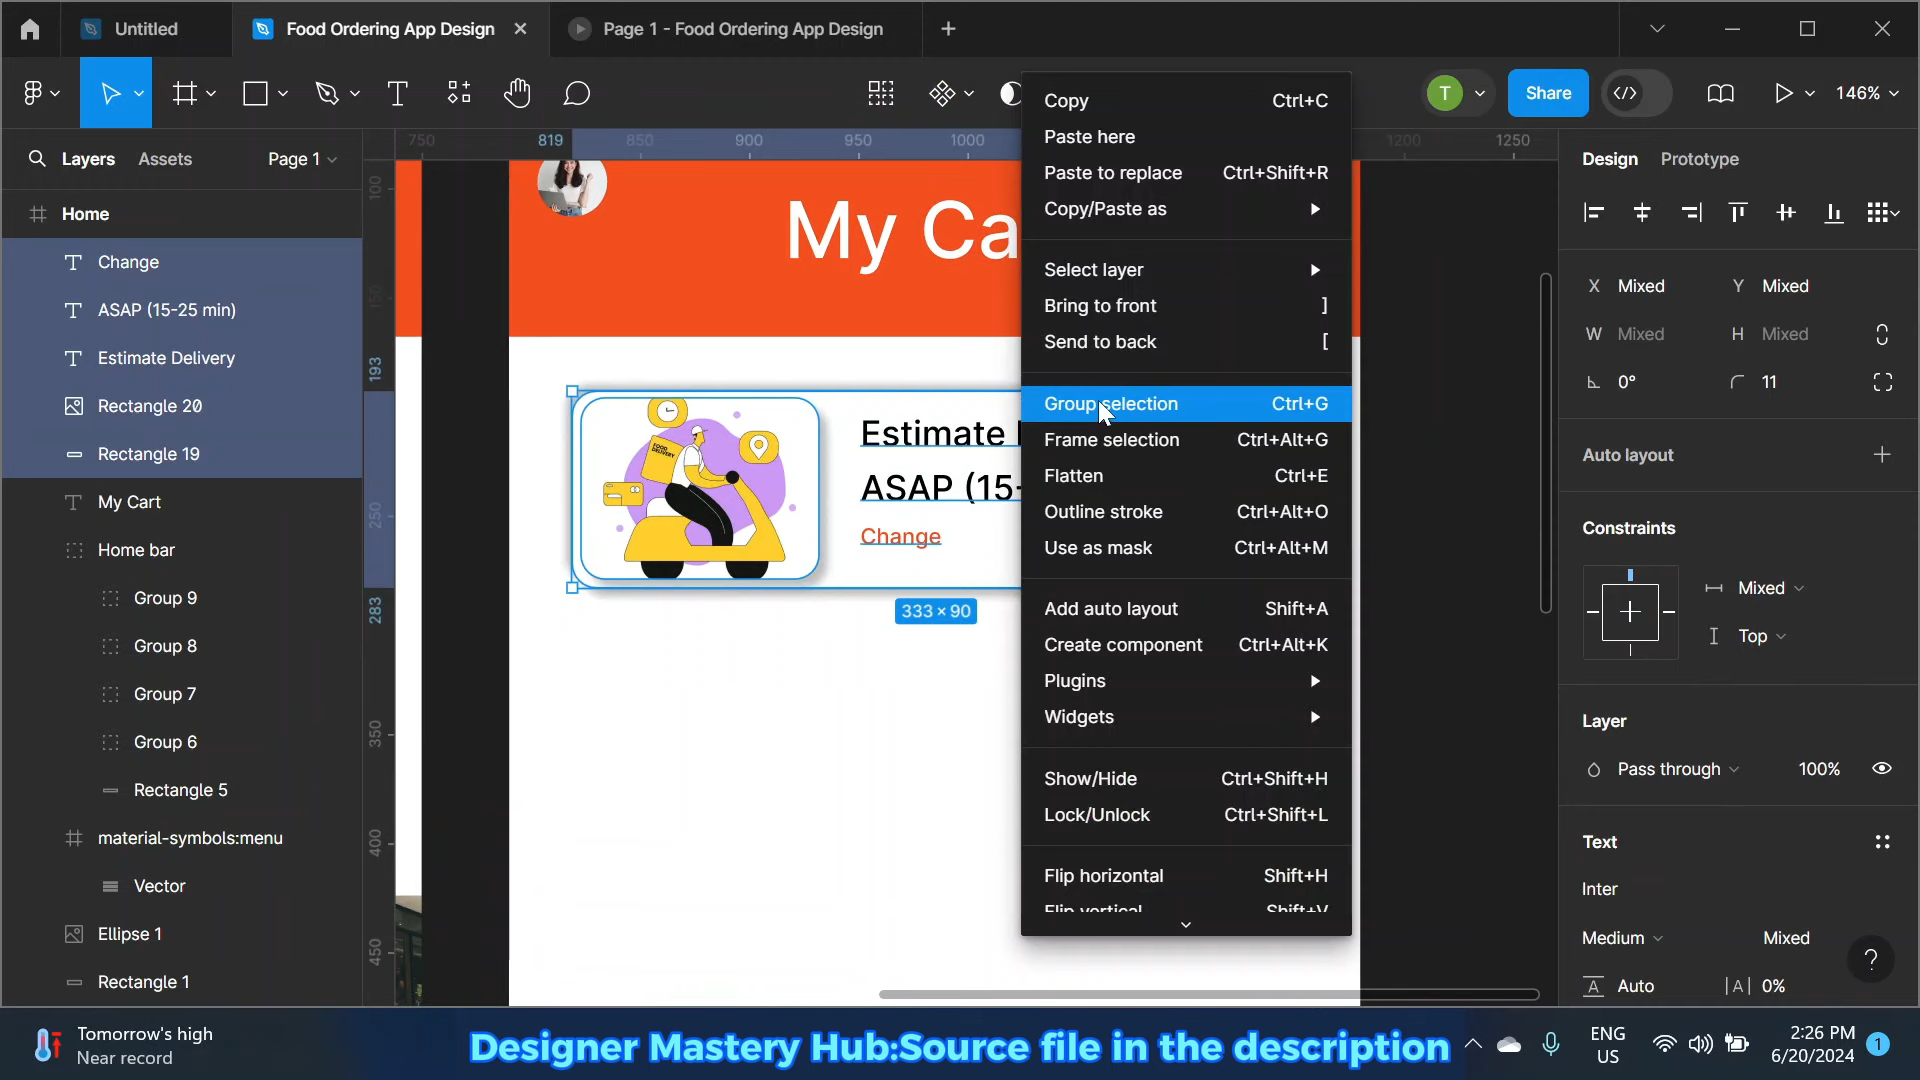 Untitled
Food Ordering App Design
Page 1 - Food Ordering App Design
T
Share
146%
Layers
Assets
Page 1
Home
Change
ASAP (15-25 min)
Estimate Delivery
Rectangle 20
Rectangle 19
My Cart
Home bar
Group 9
Group 8
Group 7
Group 6
Rectangle 5
material-symbols:menu
Vector
Ellipse 1
Rectangle 1
750
819
850
900
950
1000
1200
1250
100
150
193
250
283
350
400
450
My Ca
FOOD
DELIVERY
Estimate
ASAP (15-
Change
333 × 90
Copy Ctrl+C
Paste here
Paste to replace Ctrl+Shift+R
Copy/Paste as
Select layer
Bring to front ]
Send to back [
Group selection Ctrl+G
Frame selection Ctrl+Alt+G
Flatten Ctrl+E
Outline stroke Ctrl+Alt+O
Use as mask Ctrl+Alt+M
Add auto layout Shift+A
Create component Ctrl+Alt+K
Plugins
Widgets
Show/Hide Ctrl+Shift+H
Lock/Unlock Ctrl+Shift+L
Flip horizontal Shift+H
Flip vertical Shift+V
Design
Prototype
X Mixed Y Mixed
W Mixed H Mixed
0° 11
Auto layout
Constraints
Mixed
Top
Layer
Pass through 100%
Text
Inter
Medium Mixed
Auto |A| 0%
?
Tomorrow's high
Near record
Designer Mastery Hub:Source file in the description
ENG
US
2:26 PM
6/20/2024
1